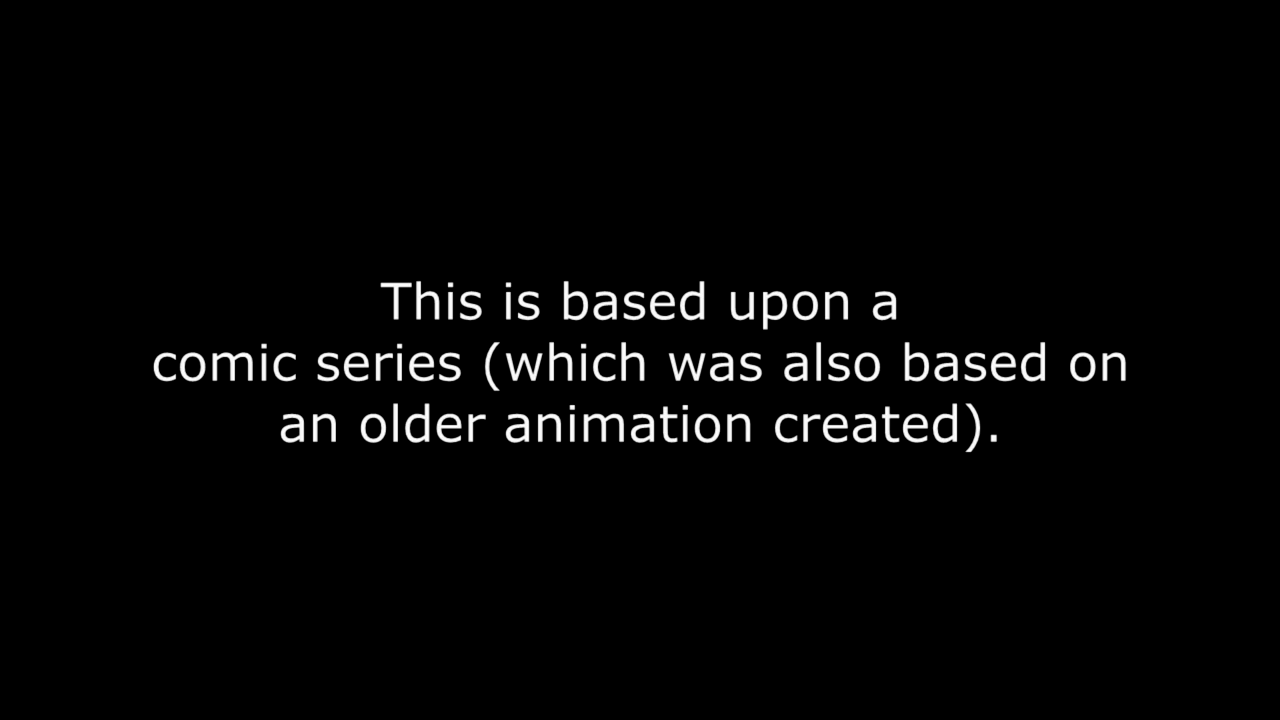 This is based upon a
comic series (which was also based on
an older animation created).